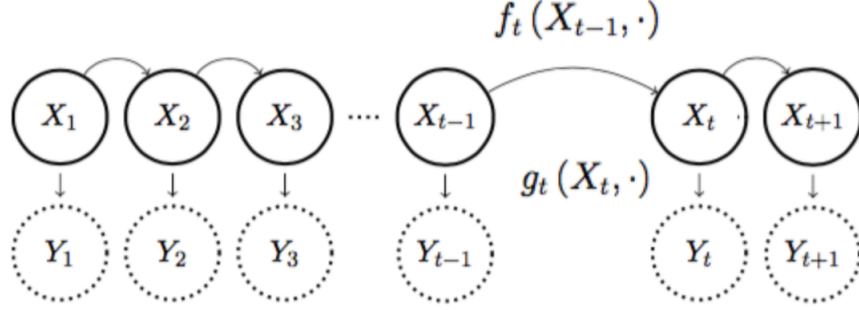 f_t (X_{t-1}, ·)
X_1 X_2 X_3 .... X_{t-1} X_t X_{t+1}
g_t (X_t, ·)
Y_1 Y_2 Y_3 Y_{t-1} Y_t Y_{t+1}